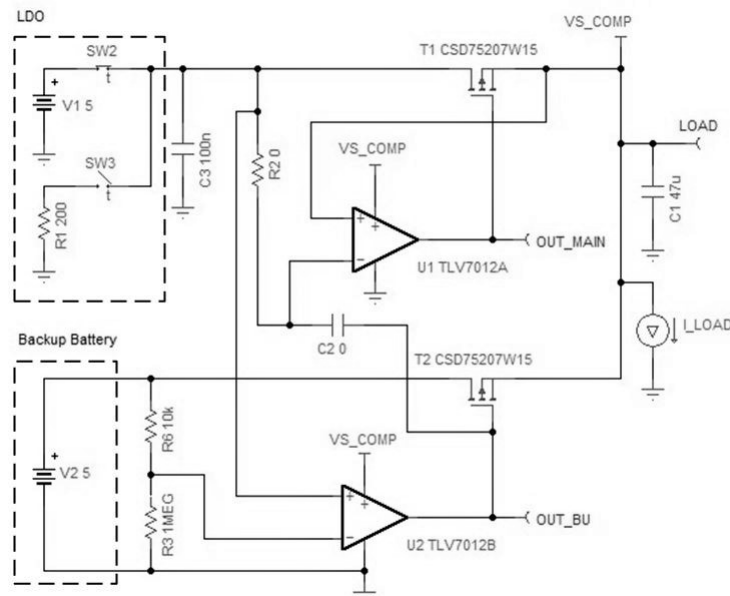 LDO
SW2
t
+
V1 5
SW3
t
R1 200
C3 100n
R2 0
T1 CSD75207W15
VS_COMP
LOAD
C1 47u
VS_COMP
+
+
−
U1 TLV7012A
OUT_MAIN
I_LOAD
C2 0
T2 CSD75207W15
Backup Battery
+
V2 5
R6 10k
R3 1MEG
VS_COMP
+
+
−
U2 TLV7012B
OUT_BU